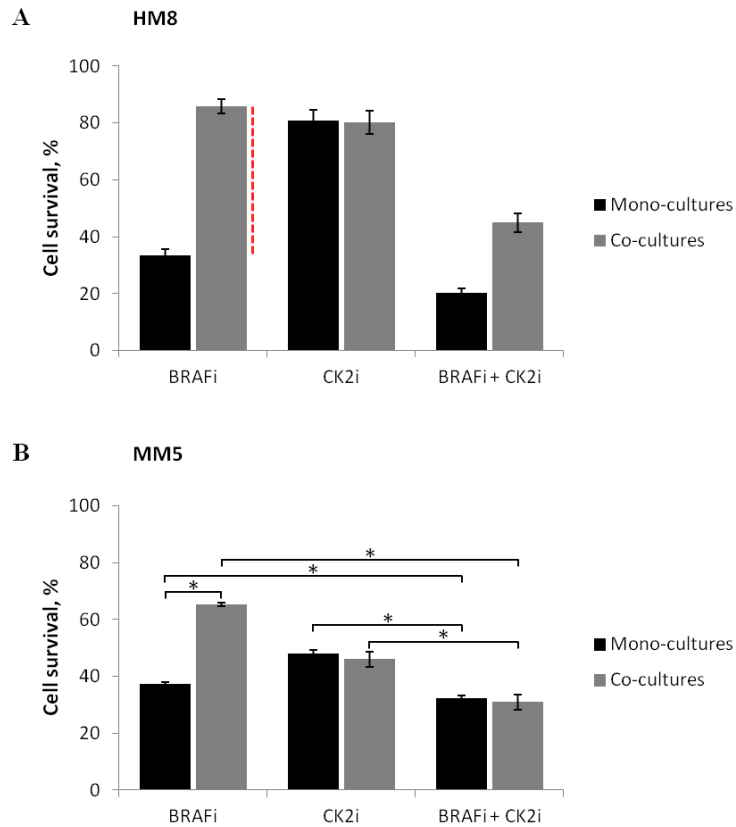 A
HM8
Cell survival, %
100
80
60
40
20
0
BRAFi
CK2i
BRAFi + CK2i
Mono-cultures
Co-cultures
B
MM5
Cell survival, %
100
80
60
40
20
0
*
*
*
*
*
BRAFi
CK2i
BRAFi + CK2i
Mono-cultures
Co-cultures